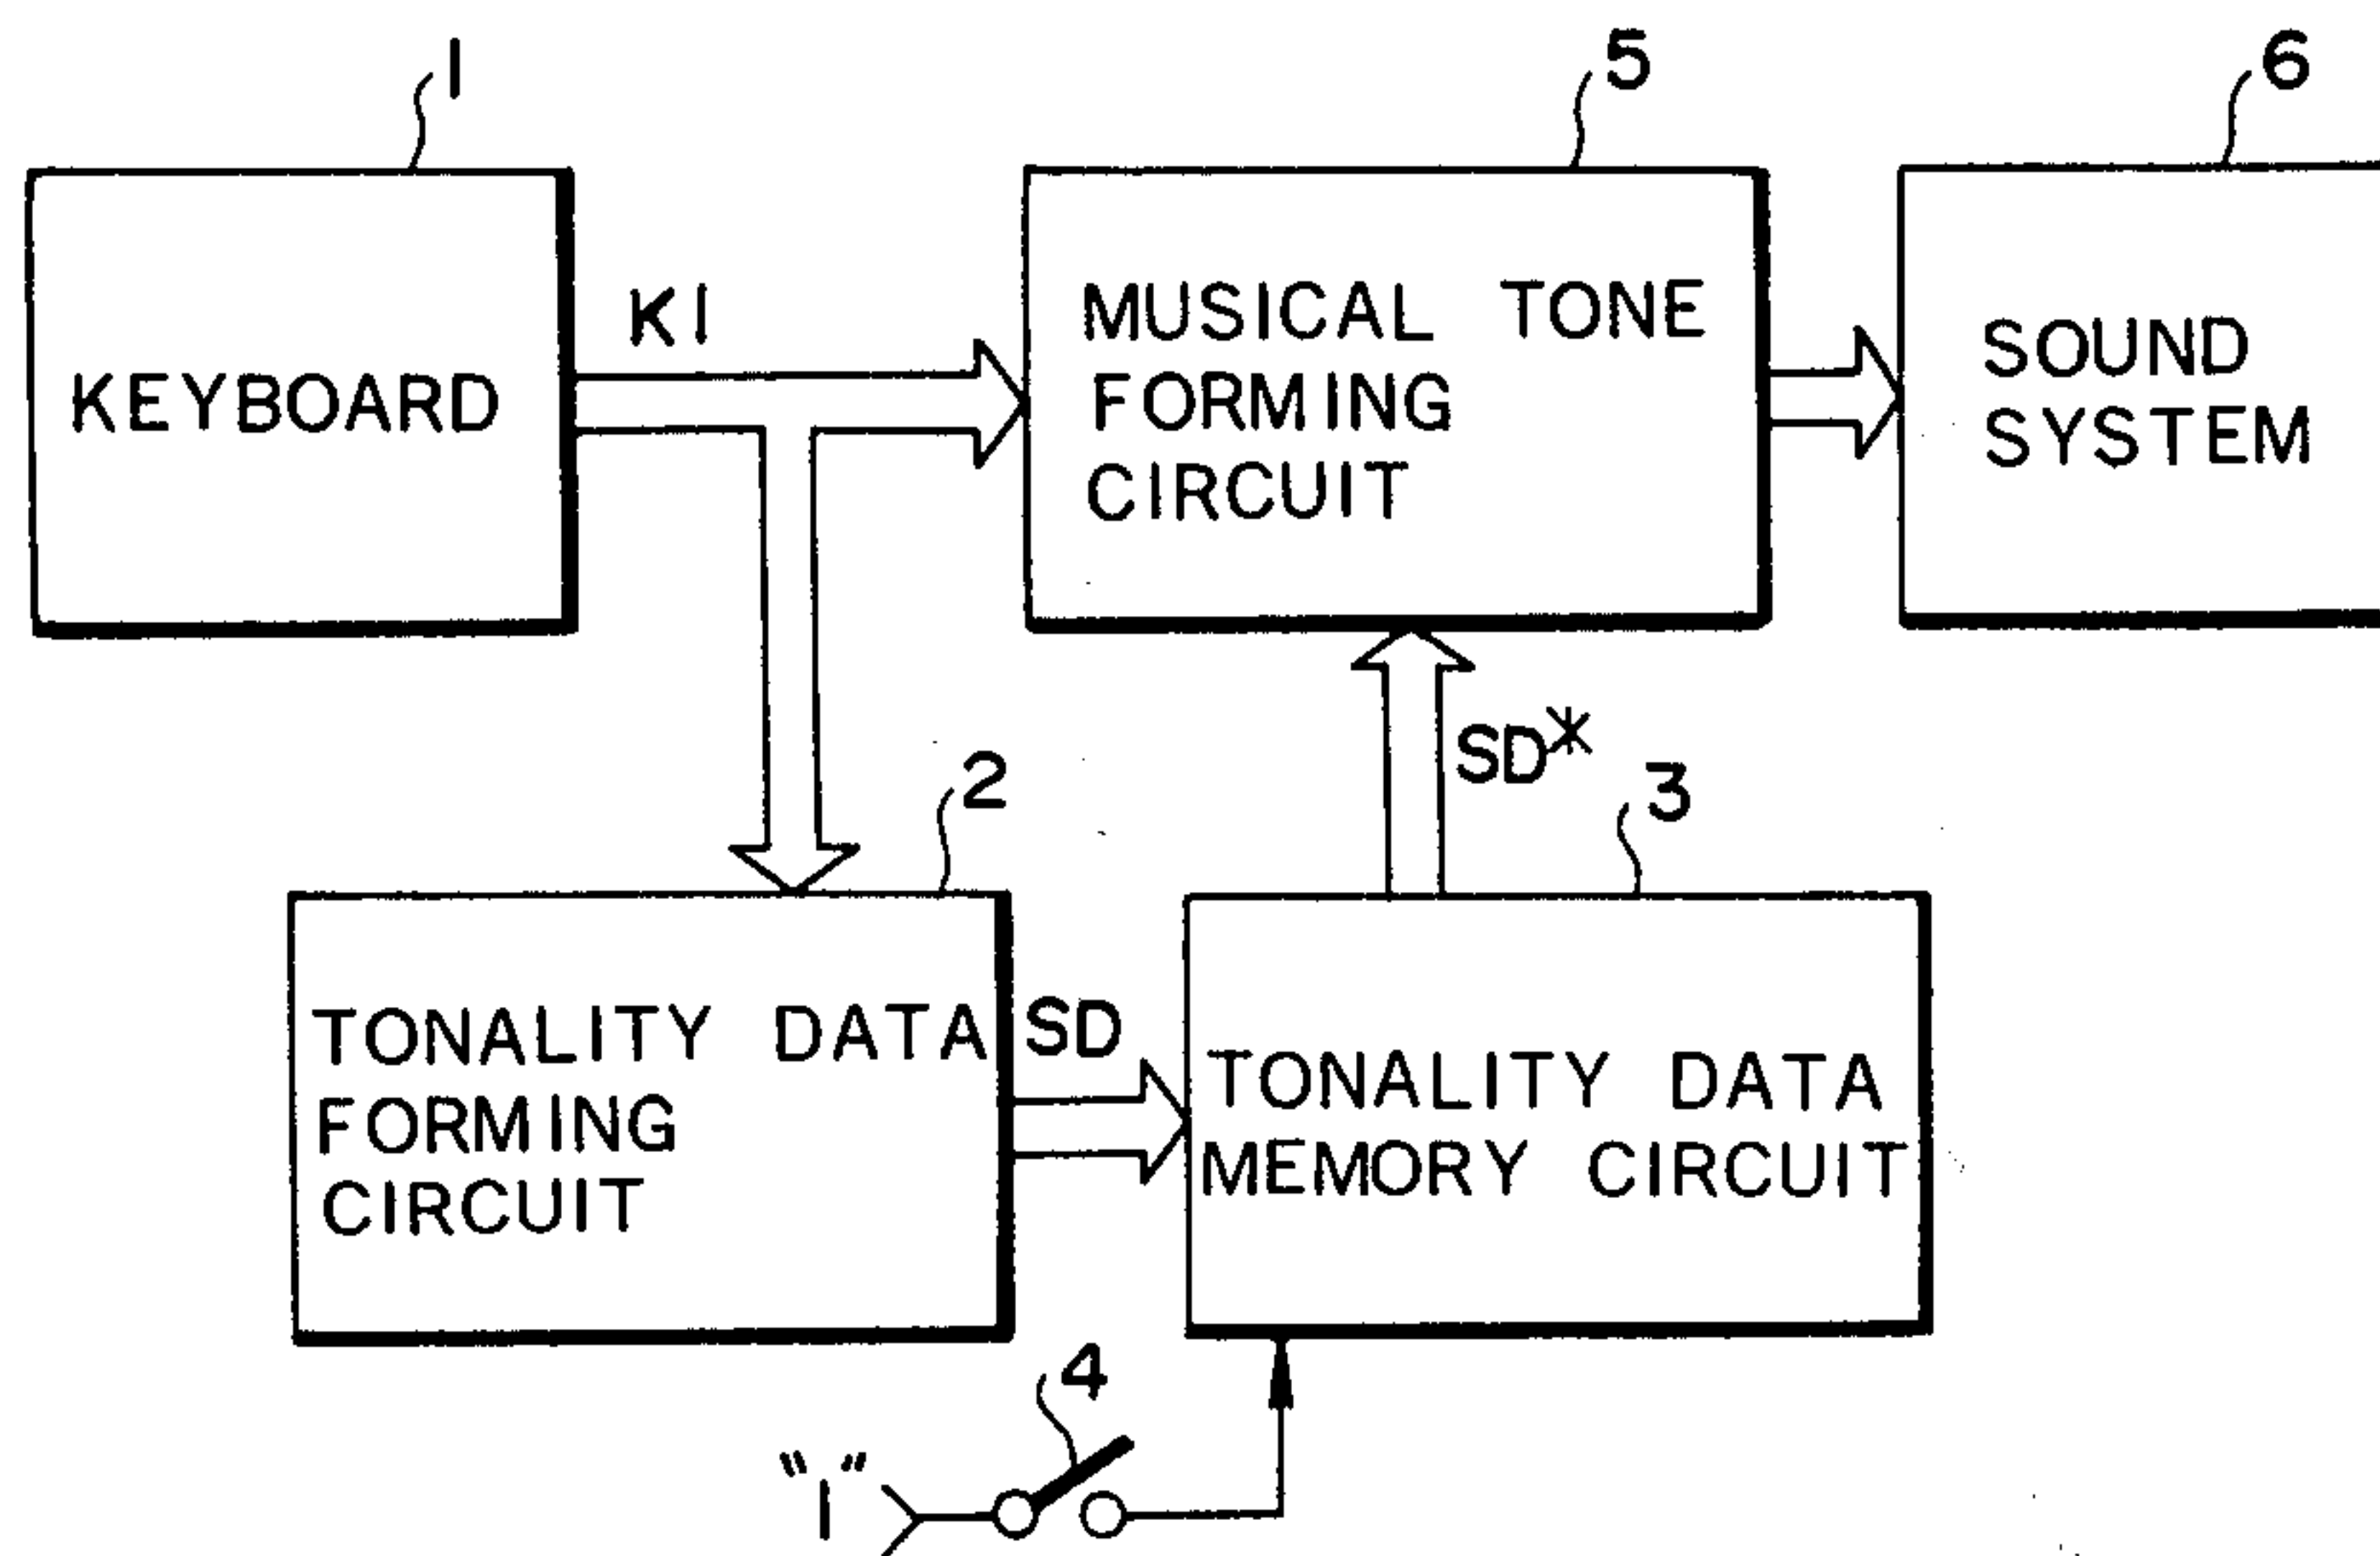 1
5
6
KEYBOARD
KI
MUSICAL TONE
FORMING
CIRCUIT
SOUND
SYSTEM
SD*
2
3
TONALITY DATA
FORMING
CIRCUIT
SD
TONALITY DATA
MEMORY CIRCUIT
4
"1"